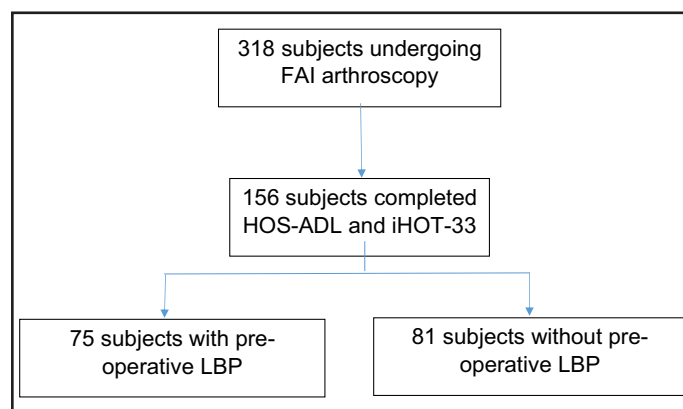 318 subjects undergoing
FAI arthroscopy
156 subjects completed
HOS-ADL and iHOT-33
75 subjects with pre-
operative LBP
81 subjects without pre-
operative LBP